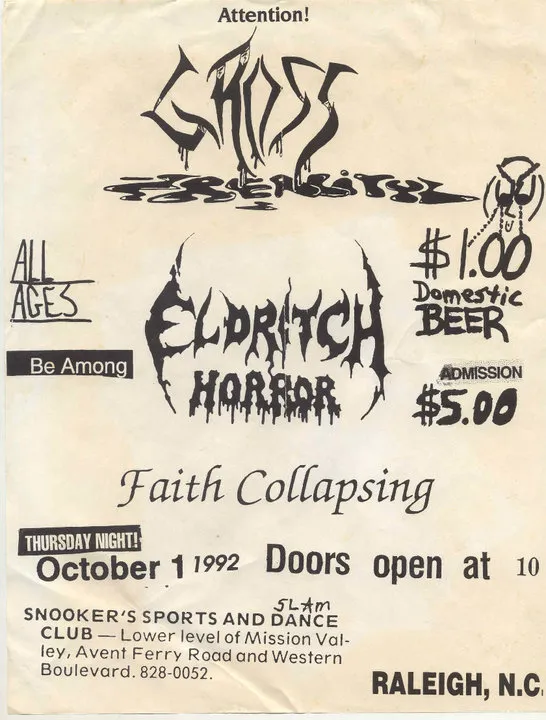 Attention!
GROSS
REALITY
ALL
AGES
$1.00
Domestic
BEER
ELDRITCH
HORROR
Be Among
ADMISSION
$5.00
Faith Collapsing
THURSDAY NIGHT!
October 1 1992 Doors open at 10
SLAM
SNOOKER'S SPORTS AND DANCE
CLUB — Lower level of Mission Val-
ley, Avent Ferry Road and Western
Boulevard. 828-0052.
RALEIGH, N.C.